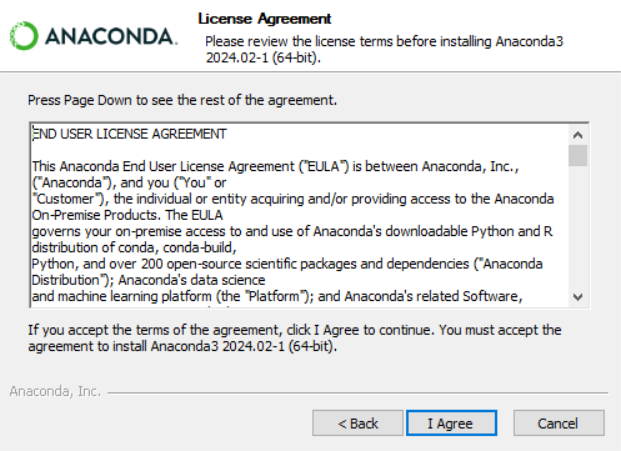 ANACONDA.
License Agreement
Please review the license terms before installing Anaconda3
2024.02-1 (64-bit).
Press Page Down to see the rest of the agreement.
END USER LICENSE AGREEMENT
This Anaconda End User License Agreement ("EULA") is between Anaconda, Inc.,
("Anaconda"), and you ("You" or
"Customer"), the individual or entity acquiring and/or providing access to the Anaconda
On-Premise Products. The EULA
governs your on-premise access to and use of Anaconda's downloadable Python and R
distribution of conda, conda-build,
Python, and over 200 open-source scientific packages and dependencies ("Anaconda
Distribution"); Anaconda's data science
and machine learning platform (the "Platform"); and Anaconda's related Software,
If you accept the terms of the agreement, click I Agree to continue. You must accept the
agreement to install Anaconda3 2024.02-1 (64-bit).
Anaconda, Inc.
< Back
I Agree
Cancel